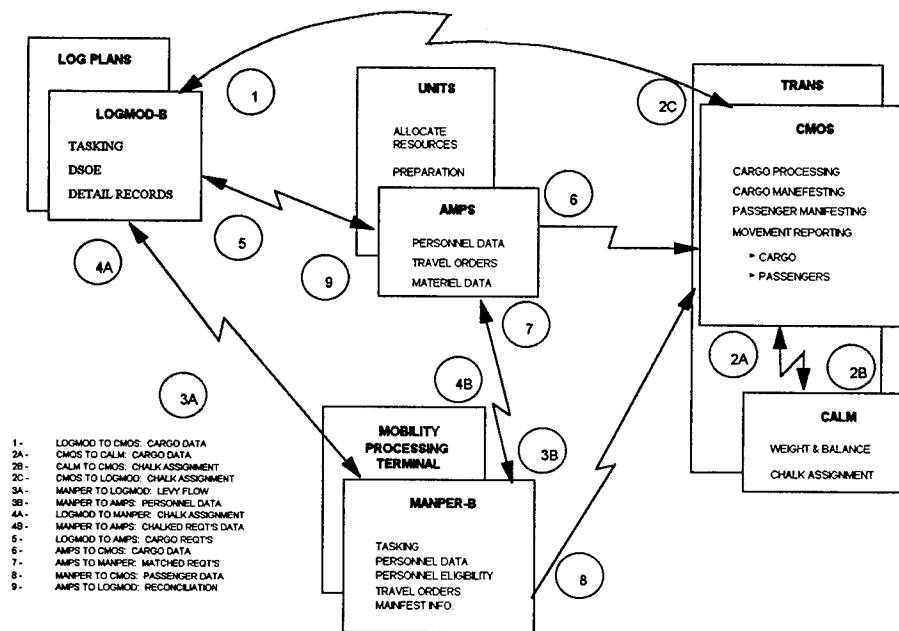 LOG PLANS
LOGMOD-B
TASKING
DSOE
DETAIL RECORDS
1
UNITS
ALLOCATE
RESOURCES
PREPARATION
AMPS
PERSONNEL DATA
TRAVEL ORDERS
MATERIEL DATA
2C
TRANS
CMOS
CARGO PROCESSING
CARGO MANEFESTING
PASSENGER MANIFESTING
MOVEMENT REPORTING
CARGO
PASSENGERS
6
5
4A
9
7
2A
2B
CALM
WEIGHT & BALANCE
CHALK ASSIGNMENT
3A
4B
3B
MOBILITY
PROCESSING
TERMINAL
MANPER-B
TASKING
PERSONNEL DATA
PERSONNEL ELIGIBILITY
TRAVEL ORDERS
MAINFEST INFO.
8
1 - LOGMOD TO CMOS: CARGO DATA
2A - CMOS TO CALM: CARGO DATA
2B - CALM TO CMOS: CHALK ASSIGNMENT
2C - CMOS TO LOGMOD: CHALK ASSIGNMENT
3A - MANPER TO LOGMOD: LEVY FLOW
3B - MANPER TO AMPS: PERSONNEL DATA
4A - LOGMOD TO MANPER: CHALK ASSIGNMENT
4B - MANPER TO AMPS: CHALKED REQT'S DATA
5 - LOGMOD TO AMPS: CARGO REQT'S
6 - AMPS TO CMOS: CARGO DATA
7 - AMPS TO MANPER: MATCHED REQT'S
8 - MANPER TO CMOS: PASSENGER DATA
9 - AMPS TO LOGMOD: RECONCILIATION